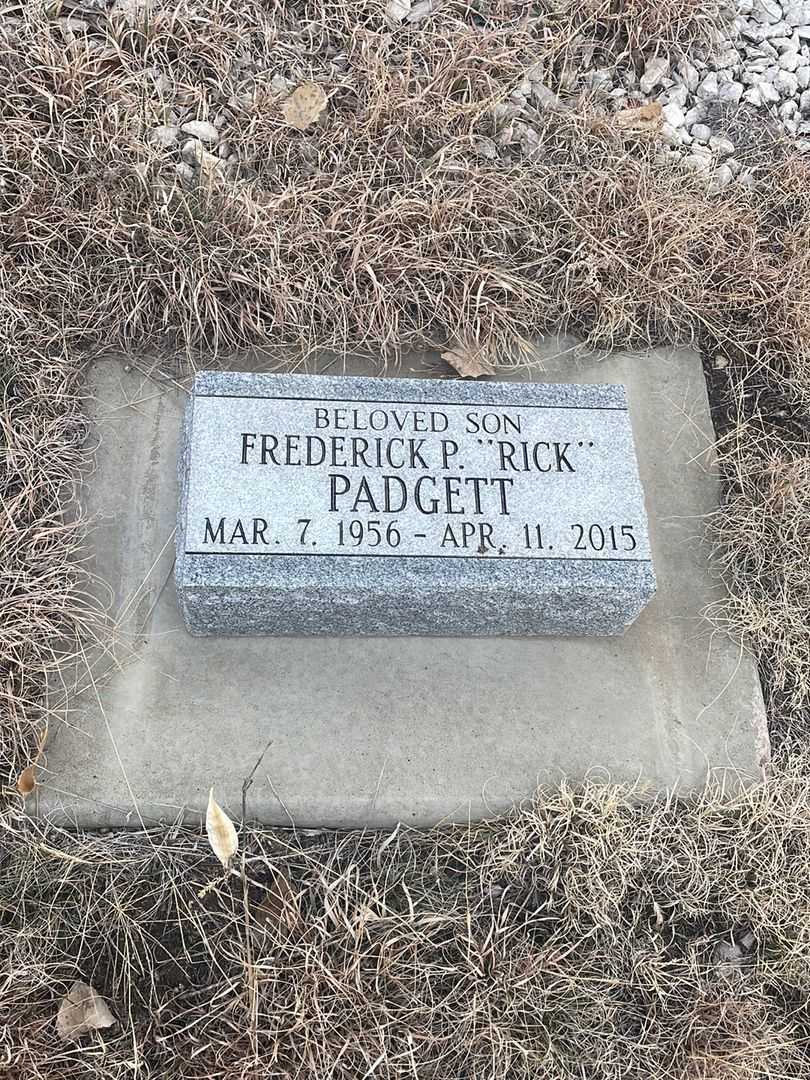 BELOVED SON
FREDERICK P. "RICK"
PADGETT
MAR. 7. 1956 - APR. 11. 2015